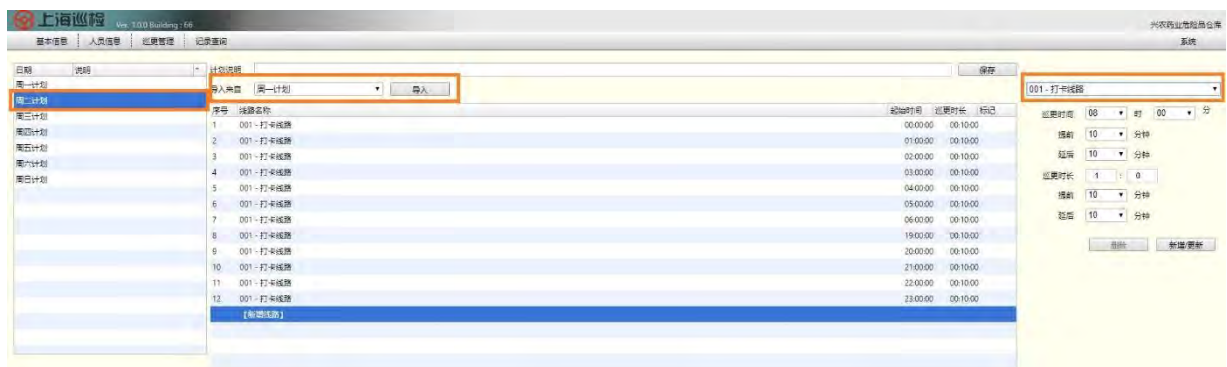 上海巡程 Ver. 1.0.0 Building : 66
兴农药业危险品仓库
基本信息 人员信息 巡更管理 记录查询 系统
日期 说明
周一计划
周二计划
周三计划
周四计划
周五计划
周六计划
周日计划
计划说明 保存
导入来自 周一计划 导入
序号 线路名称 起始时间 巡更时长 标记
1 001 - 打卡线路 00:00:00 00:10:00
2 001 - 打卡线路 01:00:00 00:10:00
3 001 - 打卡线路 02:00:00 00:10:00
4 001 - 打卡线路 03:00:00 00:10:00
5 001 - 打卡线路 04:00:00 00:10:00
6 001 - 打卡线路 05:00:00 00:10:00
7 001 - 打卡线路 06:00:00 00:10:00
8 001 - 打卡线路 19:00:00 00:10:00
9 001 - 打卡线路 20:00:00 00:10:00
10 001 - 打卡线路 21:00:00 00:10:00
11 001 - 打卡线路 22:00:00 00:10:00
12 001 - 打卡线路 23:00:00 00:10:00
【新增线路】
001 - 打卡线路
巡更时间 08 时 00 分
提前 10 分钟
延后 10 分钟
巡更时长 1 : 0
提前 10 分钟
延后 10 分钟
删除 新增/更新